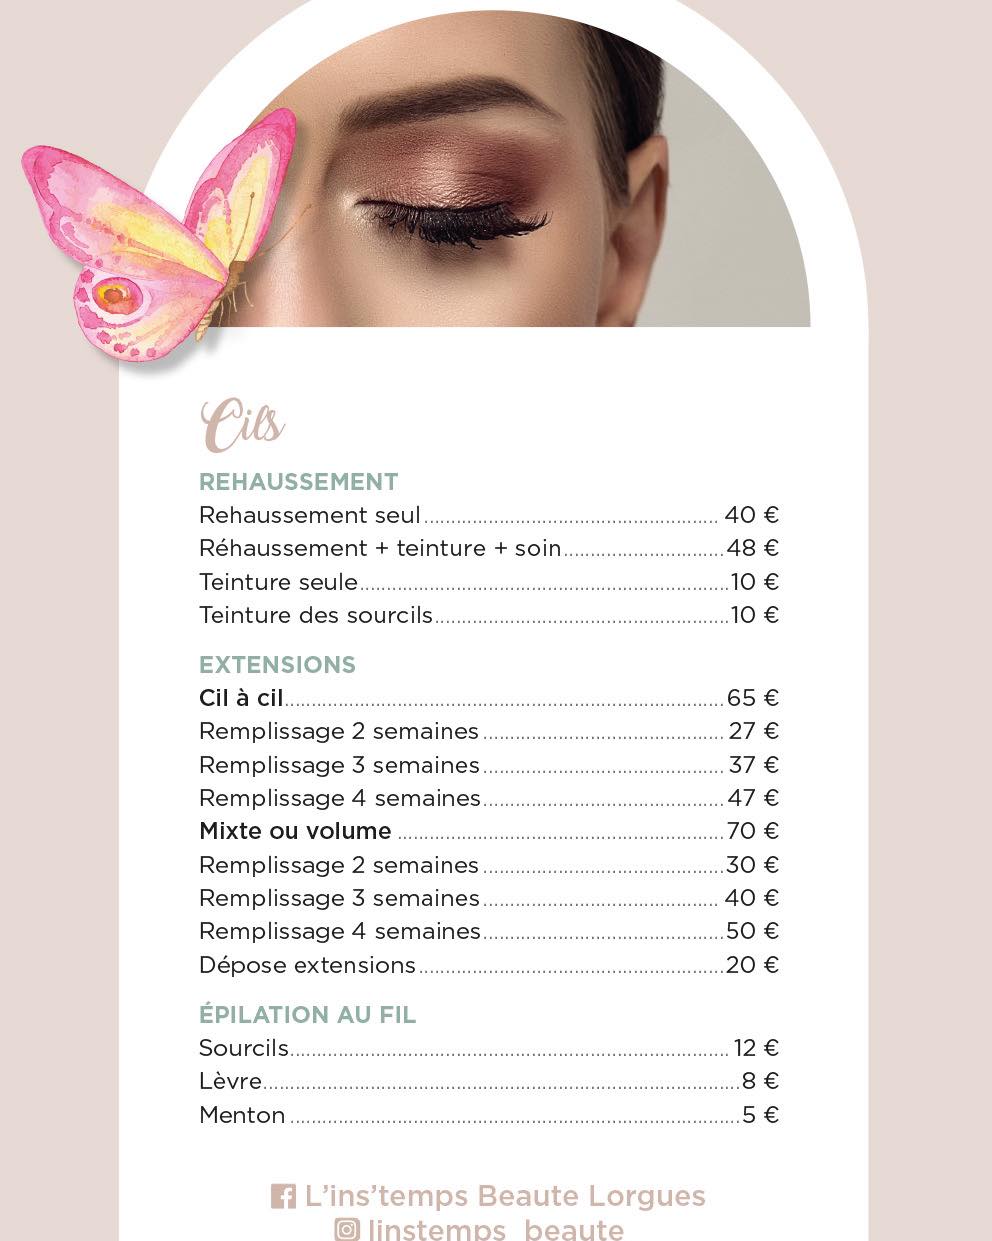 Cils
REHAUSSEMENT
Rehaussement seul 40 €
Réhaussement + teinture + soin 48 €
Teinture seule 10 €
Teinture des sourcils 10 €
EXTENSIONS
Cil à cil 65 €
Remplissage 2 semaines 27 €
Remplissage 3 semaines 37 €
Remplissage 4 semaines 47 €
Mixte ou volume 70 €
Remplissage 2 semaines 30 €
Remplissage 3 semaines 40 €
Remplissage 4 semaines 50 €
Dépose extensions 20 €
ÉPILATION AU FIL
Sourcils 12 €
Lèvre 8 €
Menton 5 €
L'ins'temps Beaute Lorgues
linstemps_beaute